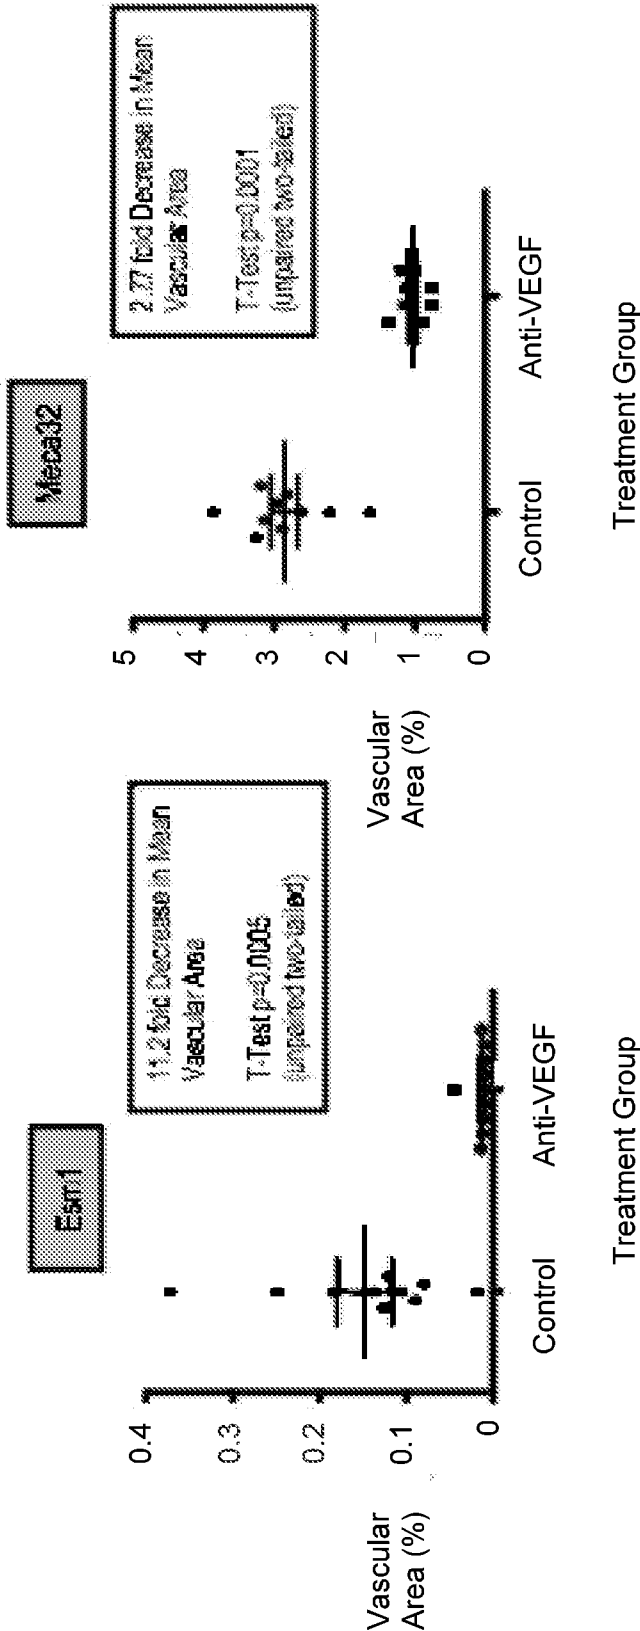 Esm1
11.2 fold Decrease in Mean
Vascular Area
T-Test p=0.0005
(unpaired two-tailed)
Vascular
Area (%)
0.4
0.3
0.2
0.1
0
Control
Anti-VEGF
Treatment Group
Meca32
2.77 fold Decrease in Mean
Vascular Area
T-Test p=0.0001
(unpaired two-tailed)
Vascular
Area (%)
5
4
3
2
1
0
Control
Anti-VEGF
Treatment Group